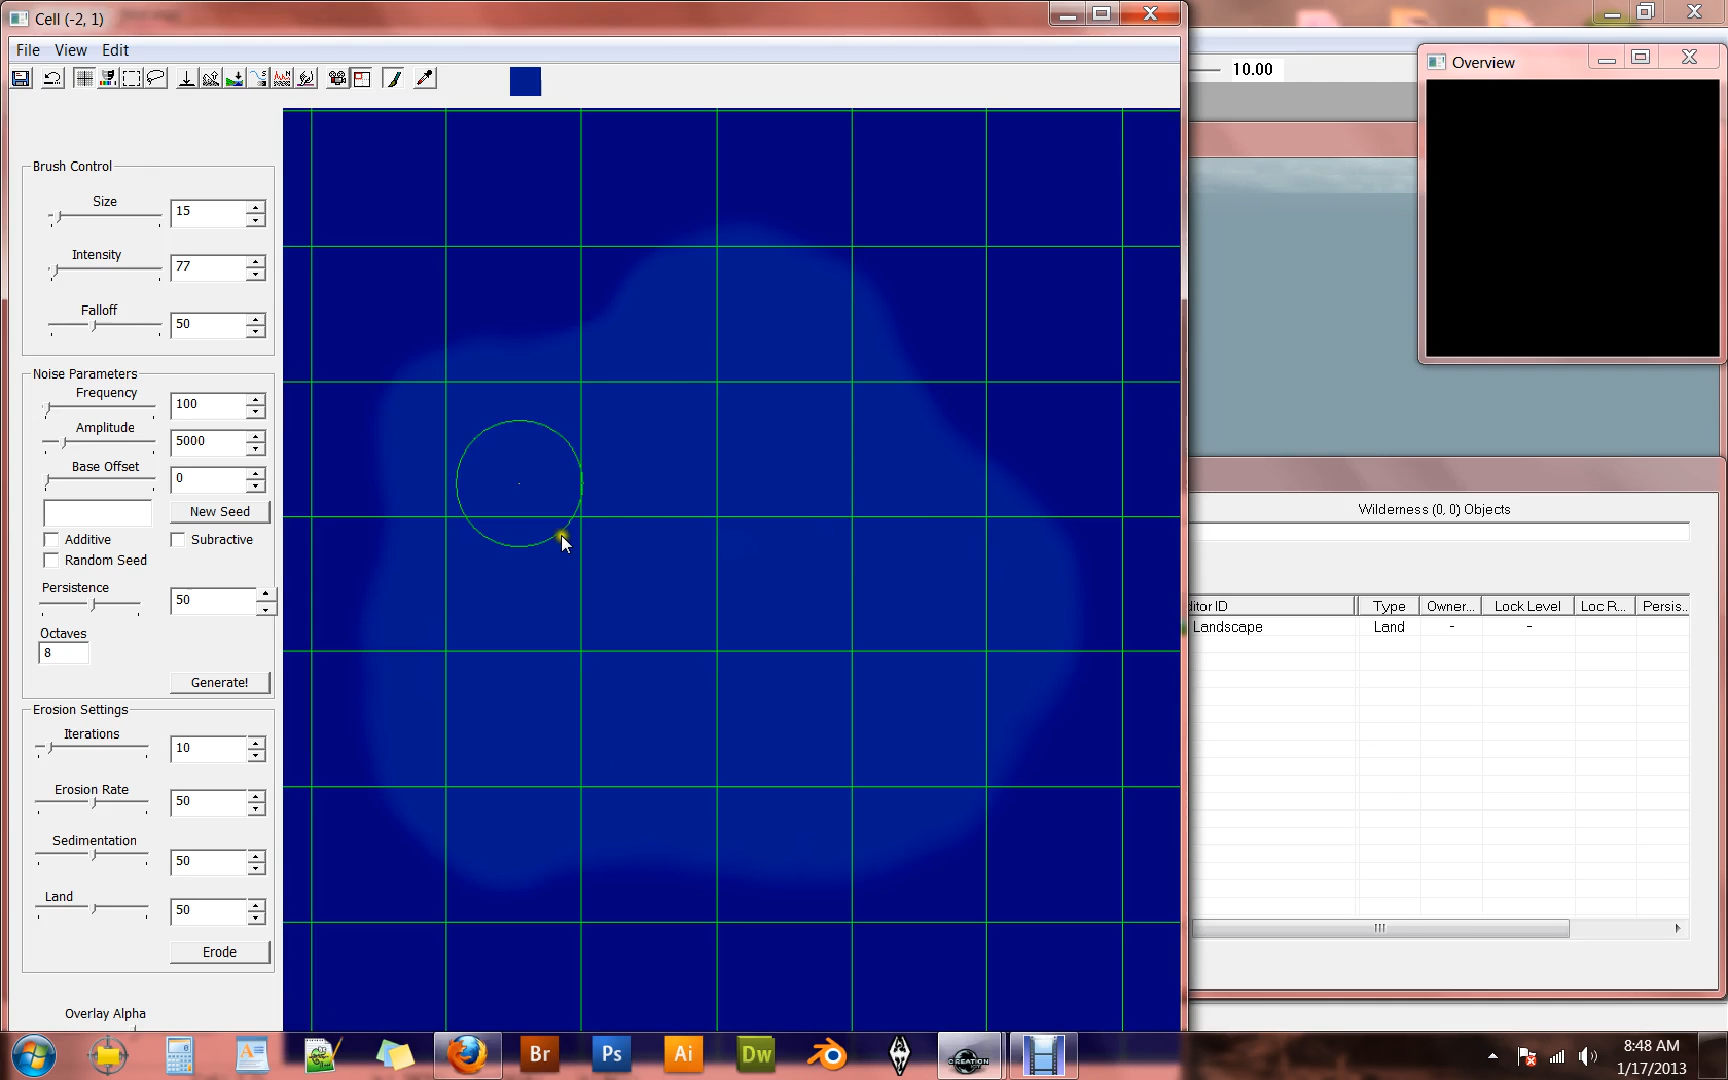 Cell (-2, 1)
File View Edit
10.00
Overview
Brush Control
Size
15
Intensity
77
Falloff
50
Noise Parameters
Frequency
100
Amplitude
5000
Base Offset
0
New Seed
Additive
Subractive
Random Seed
Persistence
50
Octaves
8
Generate!
Erosion Settings
Iterations
10
Erosion Rate
50
Sedimentation
50
Land
50
Erode
Overlay Alpha
Wilderness (0, 0) Objects
ditor ID Type Owner... Lock Level Loc R... Persis..
Landscape Land - -
Br Ps Ai Dw
CREATION
8:48 AM
1/17/2013